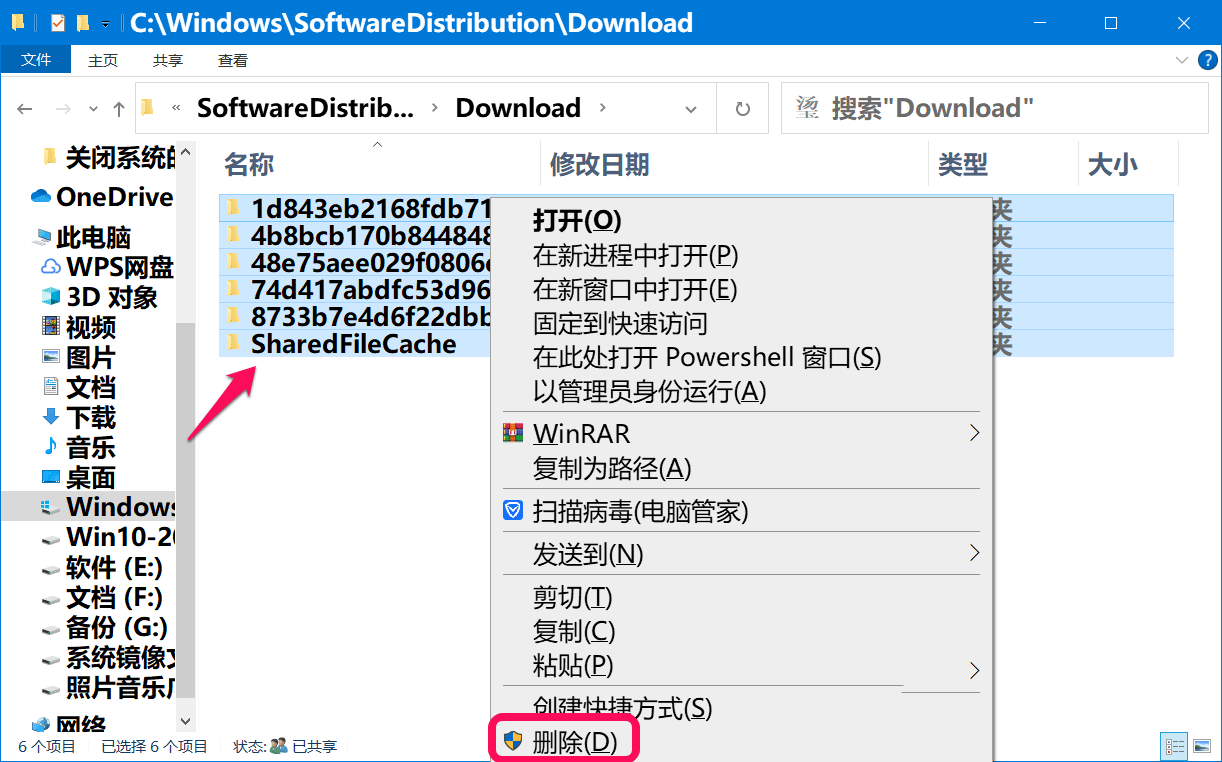 C:\Windows\SoftwareDistribution\Download
文件 主页 共享 查看
« SoftwareDistrib... Download
搜索"Download"
关闭系统的
OneDrive
此电脑
WPS网盘
3D 对象
视频
图片
文档
下载
音乐
桌面
Windows
Win10-20
软件 (E:)
文档 (F:)
备份 (G:)
系统镜像文
照片音乐厂
网络
名称 修改日期 类型 大小
1d843eb2168fdb71 夹
4b8bcb170b844848 夹
48e75aee029f0806e 夹
74d417abdfc53d96 夹
8733b7e4d6f22dbb 夹
SharedFileCache 夹
打开(O)
在新进程中打开(P)
在新窗口中打开(E)
固定到快速访问
在此处打开 Powershell 窗口(S)
以管理员身份运行(A)
WinRAR
复制为路径(A)
扫描病毒(电脑管家)
发送到(N)
剪切(T)
复制(C)
粘贴(P)
创建快捷方式(S)
删除(D)
6 个项目 已选择 6 个项目 状态: 已共享